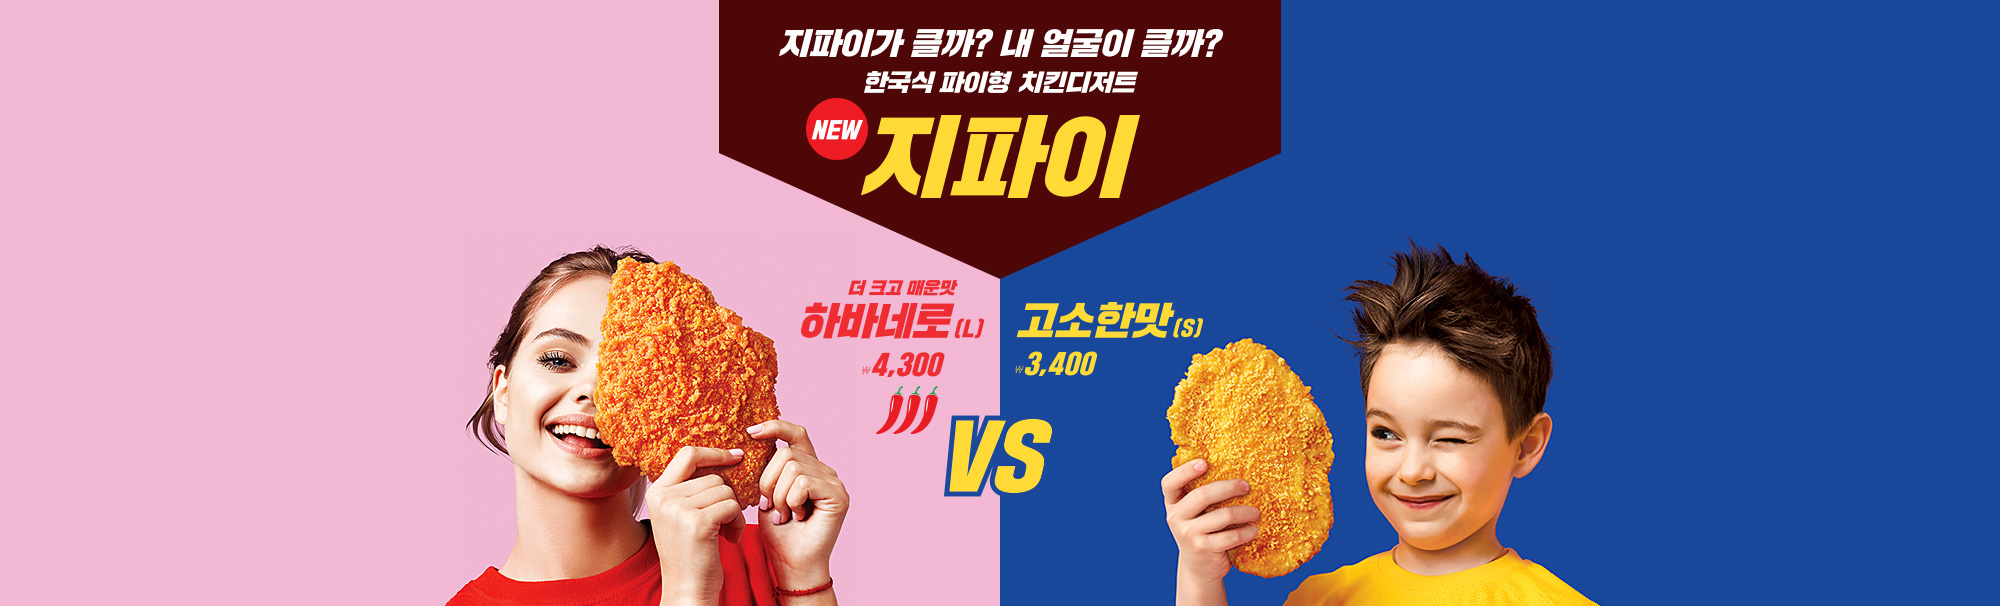 지파이가 클까? 내 얼굴이 클까?
한국식 파이형 치킨디저트
NEW
지파이
더 크고 매운맛
하바네로(L)
₩4,300
고소한맛(S)
₩3,400
VS